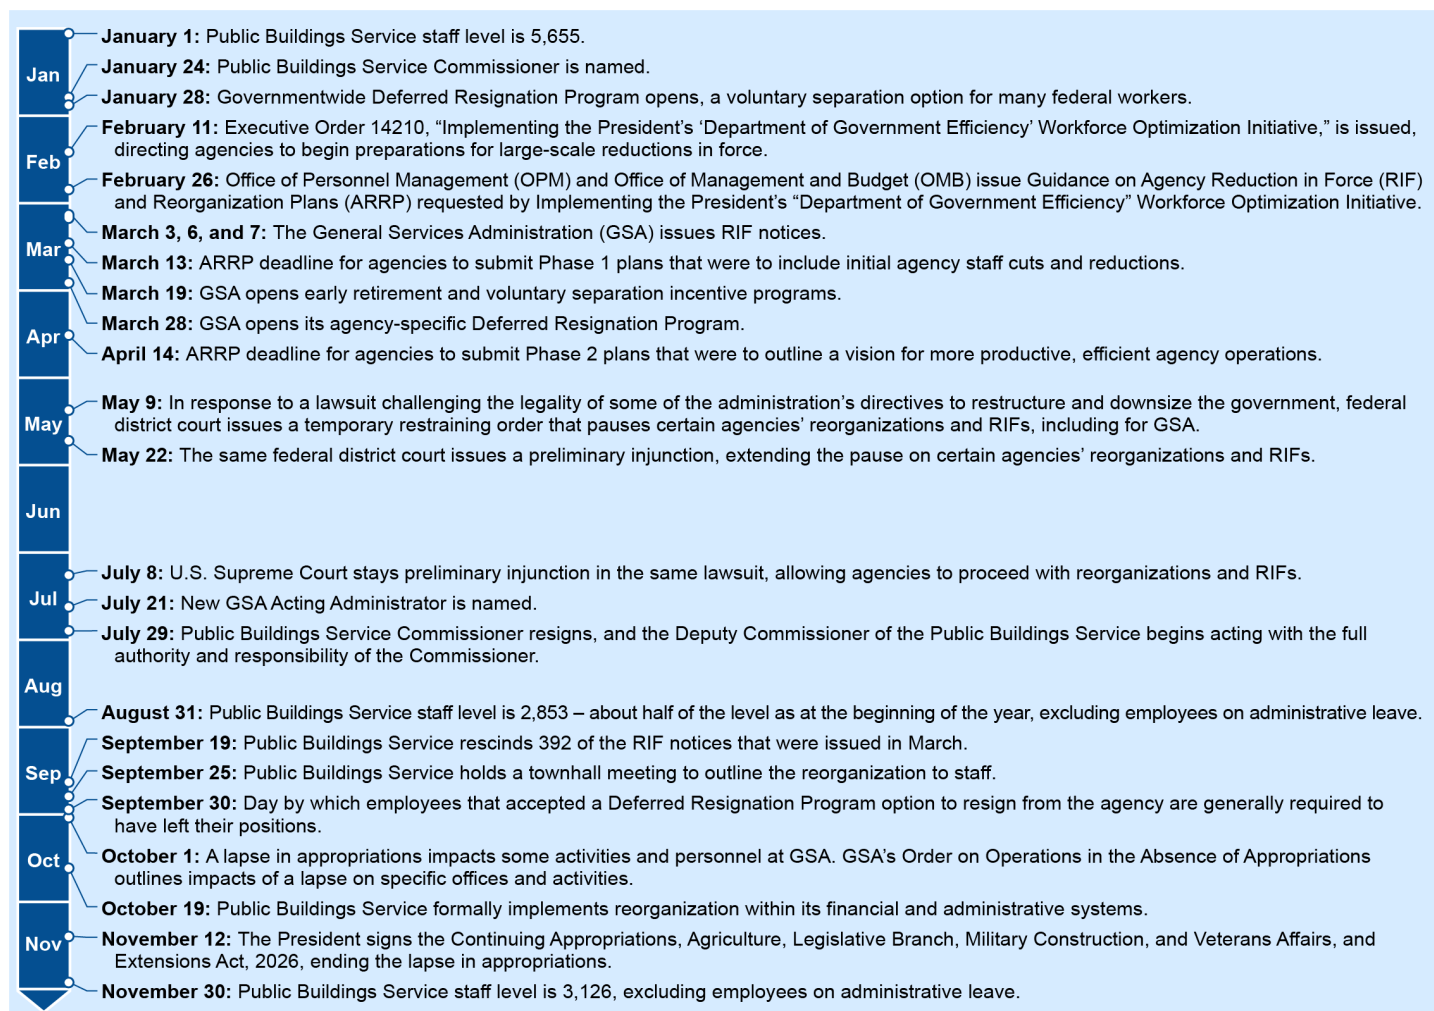 Jan
January 1: Public Buildings Service staff level is 5,655.
January 24: Public Buildings Service Commissioner is named.
January 28: Governmentwide Deferred Resignation Program opens, a voluntary separation option for many federal workers.
Feb
February 11: Executive Order 14210, “Implementing the President’s ‘Department of Government Efficiency’ Workforce Optimization Initiative,” is issued,
directing agencies to begin preparations for large-scale reductions in force.
February 26: Office of Personnel Management (OPM) and Office of Management and Budget (OMB) issue Guidance on Agency Reduction in Force (RIF)
and Reorganization Plans (ARRP) requested by Implementing the President’s “Department of Government Efficiency” Workforce Optimization Initiative.
Mar
March 3, 6, and 7: The General Services Administration (GSA) issues RIF notices.
March 13: ARRP deadline for agencies to submit Phase 1 plans that were to include initial agency staff cuts and reductions.
March 19: GSA opens early retirement and voluntary separation incentive programs.
March 28: GSA opens its agency-specific Deferred Resignation Program.
Apr
April 14: ARRP deadline for agencies to submit Phase 2 plans that were to outline a vision for more productive, efficient agency operations.
May
May 9: In response to a lawsuit challenging the legality of some of the administration’s directives to restructure and downsize the government, federal
district court issues a temporary restraining order that pauses certain agencies’ reorganizations and RIFs, including for GSA.
May 22: The same federal district court issues a preliminary injunction, extending the pause on certain agencies’ reorganizations and RIFs.
Jun
Jul
July 8: U.S. Supreme Court stays preliminary injunction in the same lawsuit, allowing agencies to proceed with reorganizations and RIFs.
July 21: New GSA Acting Administrator is named.
July 29: Public Buildings Service Commissioner resigns, and the Deputy Commissioner of the Public Buildings Service begins acting with the full
authority and responsibility of the Commissioner.
Aug
August 31: Public Buildings Service staff level is 2,853 – about half of the level as at the beginning of the year, excluding employees on administrative leave.
Sep
September 19: Public Buildings Service rescinds 392 of the RIF notices that were issued in March.
September 25: Public Buildings Service holds a townhall meeting to outline the reorganization to staff.
September 30: Day by which employees that accepted a Deferred Resignation Program option to resign from the agency are generally required to
have left their positions.
Oct
October 1: A lapse in appropriations impacts some activities and personnel at GSA. GSA’s Order on Operations in the Absence of Appropriations
outlines impacts of a lapse on specific offices and activities.
October 19: Public Buildings Service formally implements reorganization within its financial and administrative systems.
Nov
November 12: The President signs the Continuing Appropriations, Agriculture, Legislative Branch, Military Construction, and Veterans Affairs, and
Extensions Act, 2026, ending the lapse in appropriations.
November 30: Public Buildings Service staff level is 3,126, excluding employees on administrative leave.